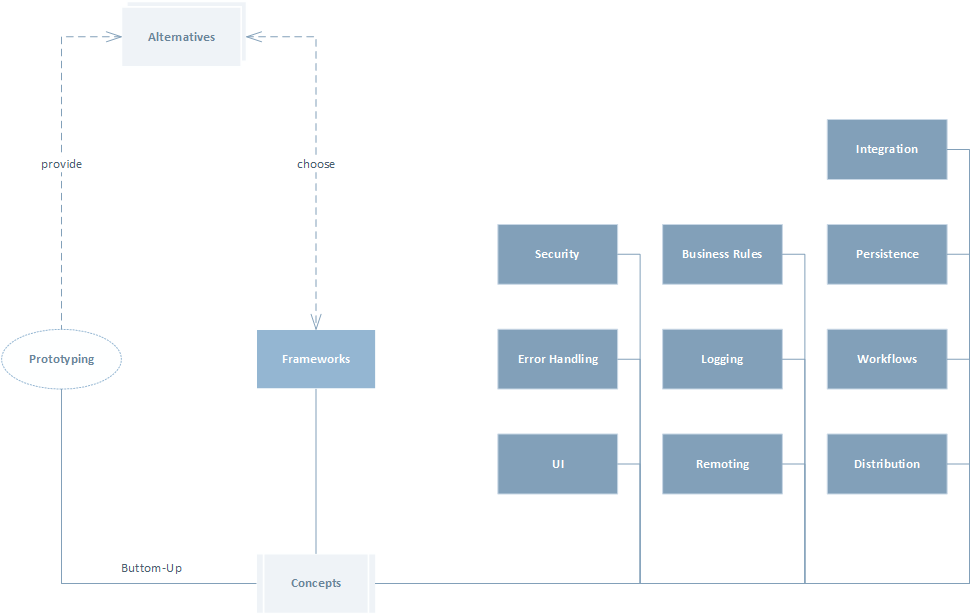 Alternatives
Integration
provide
choose
Security
Business Rules
Persistence
Prototyping
Frameworks
Error Handling
Logging
Workflows
UI
Remoting
Distribution
Buttom-Up
Concepts